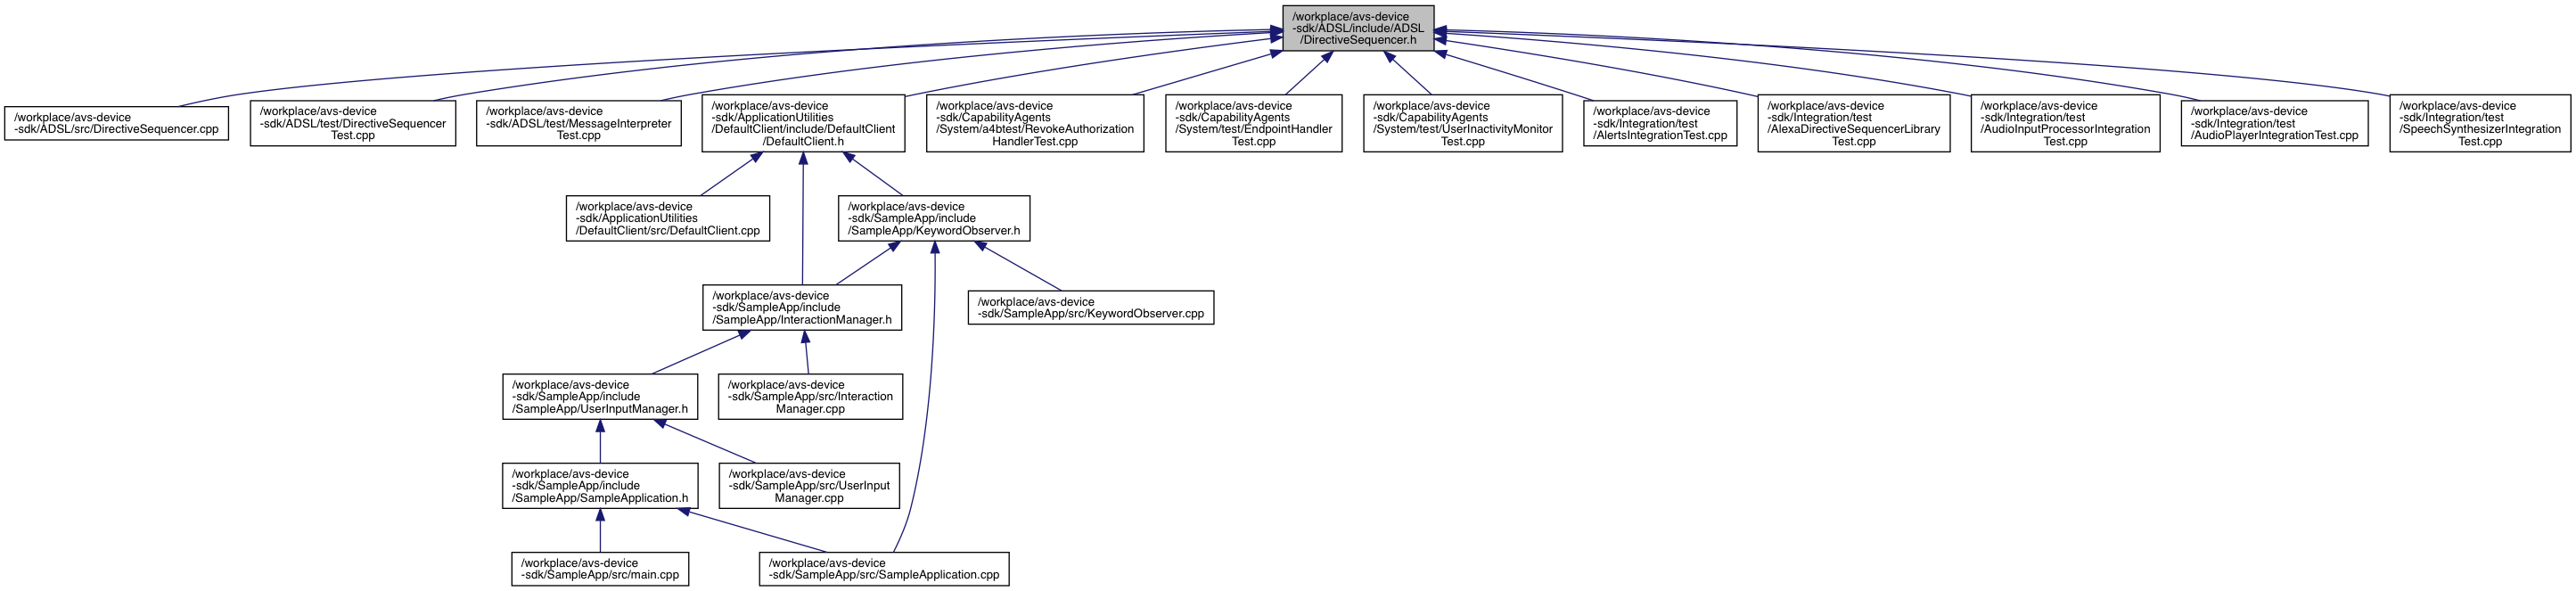 /workplace/avs-device
-sdk/ADSL/include/ADSL
/DirectiveSequencer.h
/workplace/avs-device
-sdk/ADSL/src/DirectiveSequencer.cpp
/workplace/avs-device
-sdk/ADSL/test/DirectiveSequencer
Test.cpp
/workplace/avs-device
-sdk/ADSL/test/MessageInterpreter
Test.cpp
/workplace/avs-device
-sdk/ApplicationUtilities
/DefaultClient/include/DefaultClient
/DefaultClient.h
/workplace/avs-device
-sdk/CapabilityAgents
/System/a4btest/RevokeAuthorization
HandlerTest.cpp
/workplace/avs-device
-sdk/CapabilityAgents
/System/test/EndpointHandler
Test.cpp
/workplace/avs-device
-sdk/CapabilityAgents
/System/test/UserInactivityMonitor
Test.cpp
/workplace/avs-device
-sdk/Integration/test
/AlertsIntegrationTest.cpp
/workplace/avs-device
-sdk/Integration/test
/AlexaDirectiveSequencerLibrary
Test.cpp
/workplace/avs-device
-sdk/Integration/test
/AudioInputProcessorIntegration
Test.cpp
/workplace/avs-device
-sdk/Integration/test
/AudioPlayerIntegrationTest.cpp
/workplace/avs-device
-sdk/Integration/test
/SpeechSynthesizerIntegration
Test.cpp
/workplace/avs-device
-sdk/ApplicationUtilities
/DefaultClient/src/DefaultClient.cpp
/workplace/avs-device
-sdk/SampleApp/include
/SampleApp/KeywordObserver.h
/workplace/avs-device
-sdk/SampleApp/include
/SampleApp/InteractionManager.h
/workplace/avs-device
-sdk/SampleApp/src/KeywordObserver.cpp
/workplace/avs-device
-sdk/SampleApp/include
/SampleApp/UserInputManager.h
/workplace/avs-device
-sdk/SampleApp/src/Interaction
Manager.cpp
/workplace/avs-device
-sdk/SampleApp/include
/SampleApp/SampleApplication.h
/workplace/avs-device
-sdk/SampleApp/src/UserInput
Manager.cpp
/workplace/avs-device
-sdk/SampleApp/src/main.cpp
/workplace/avs-device
-sdk/SampleApp/src/SampleApplication.cpp